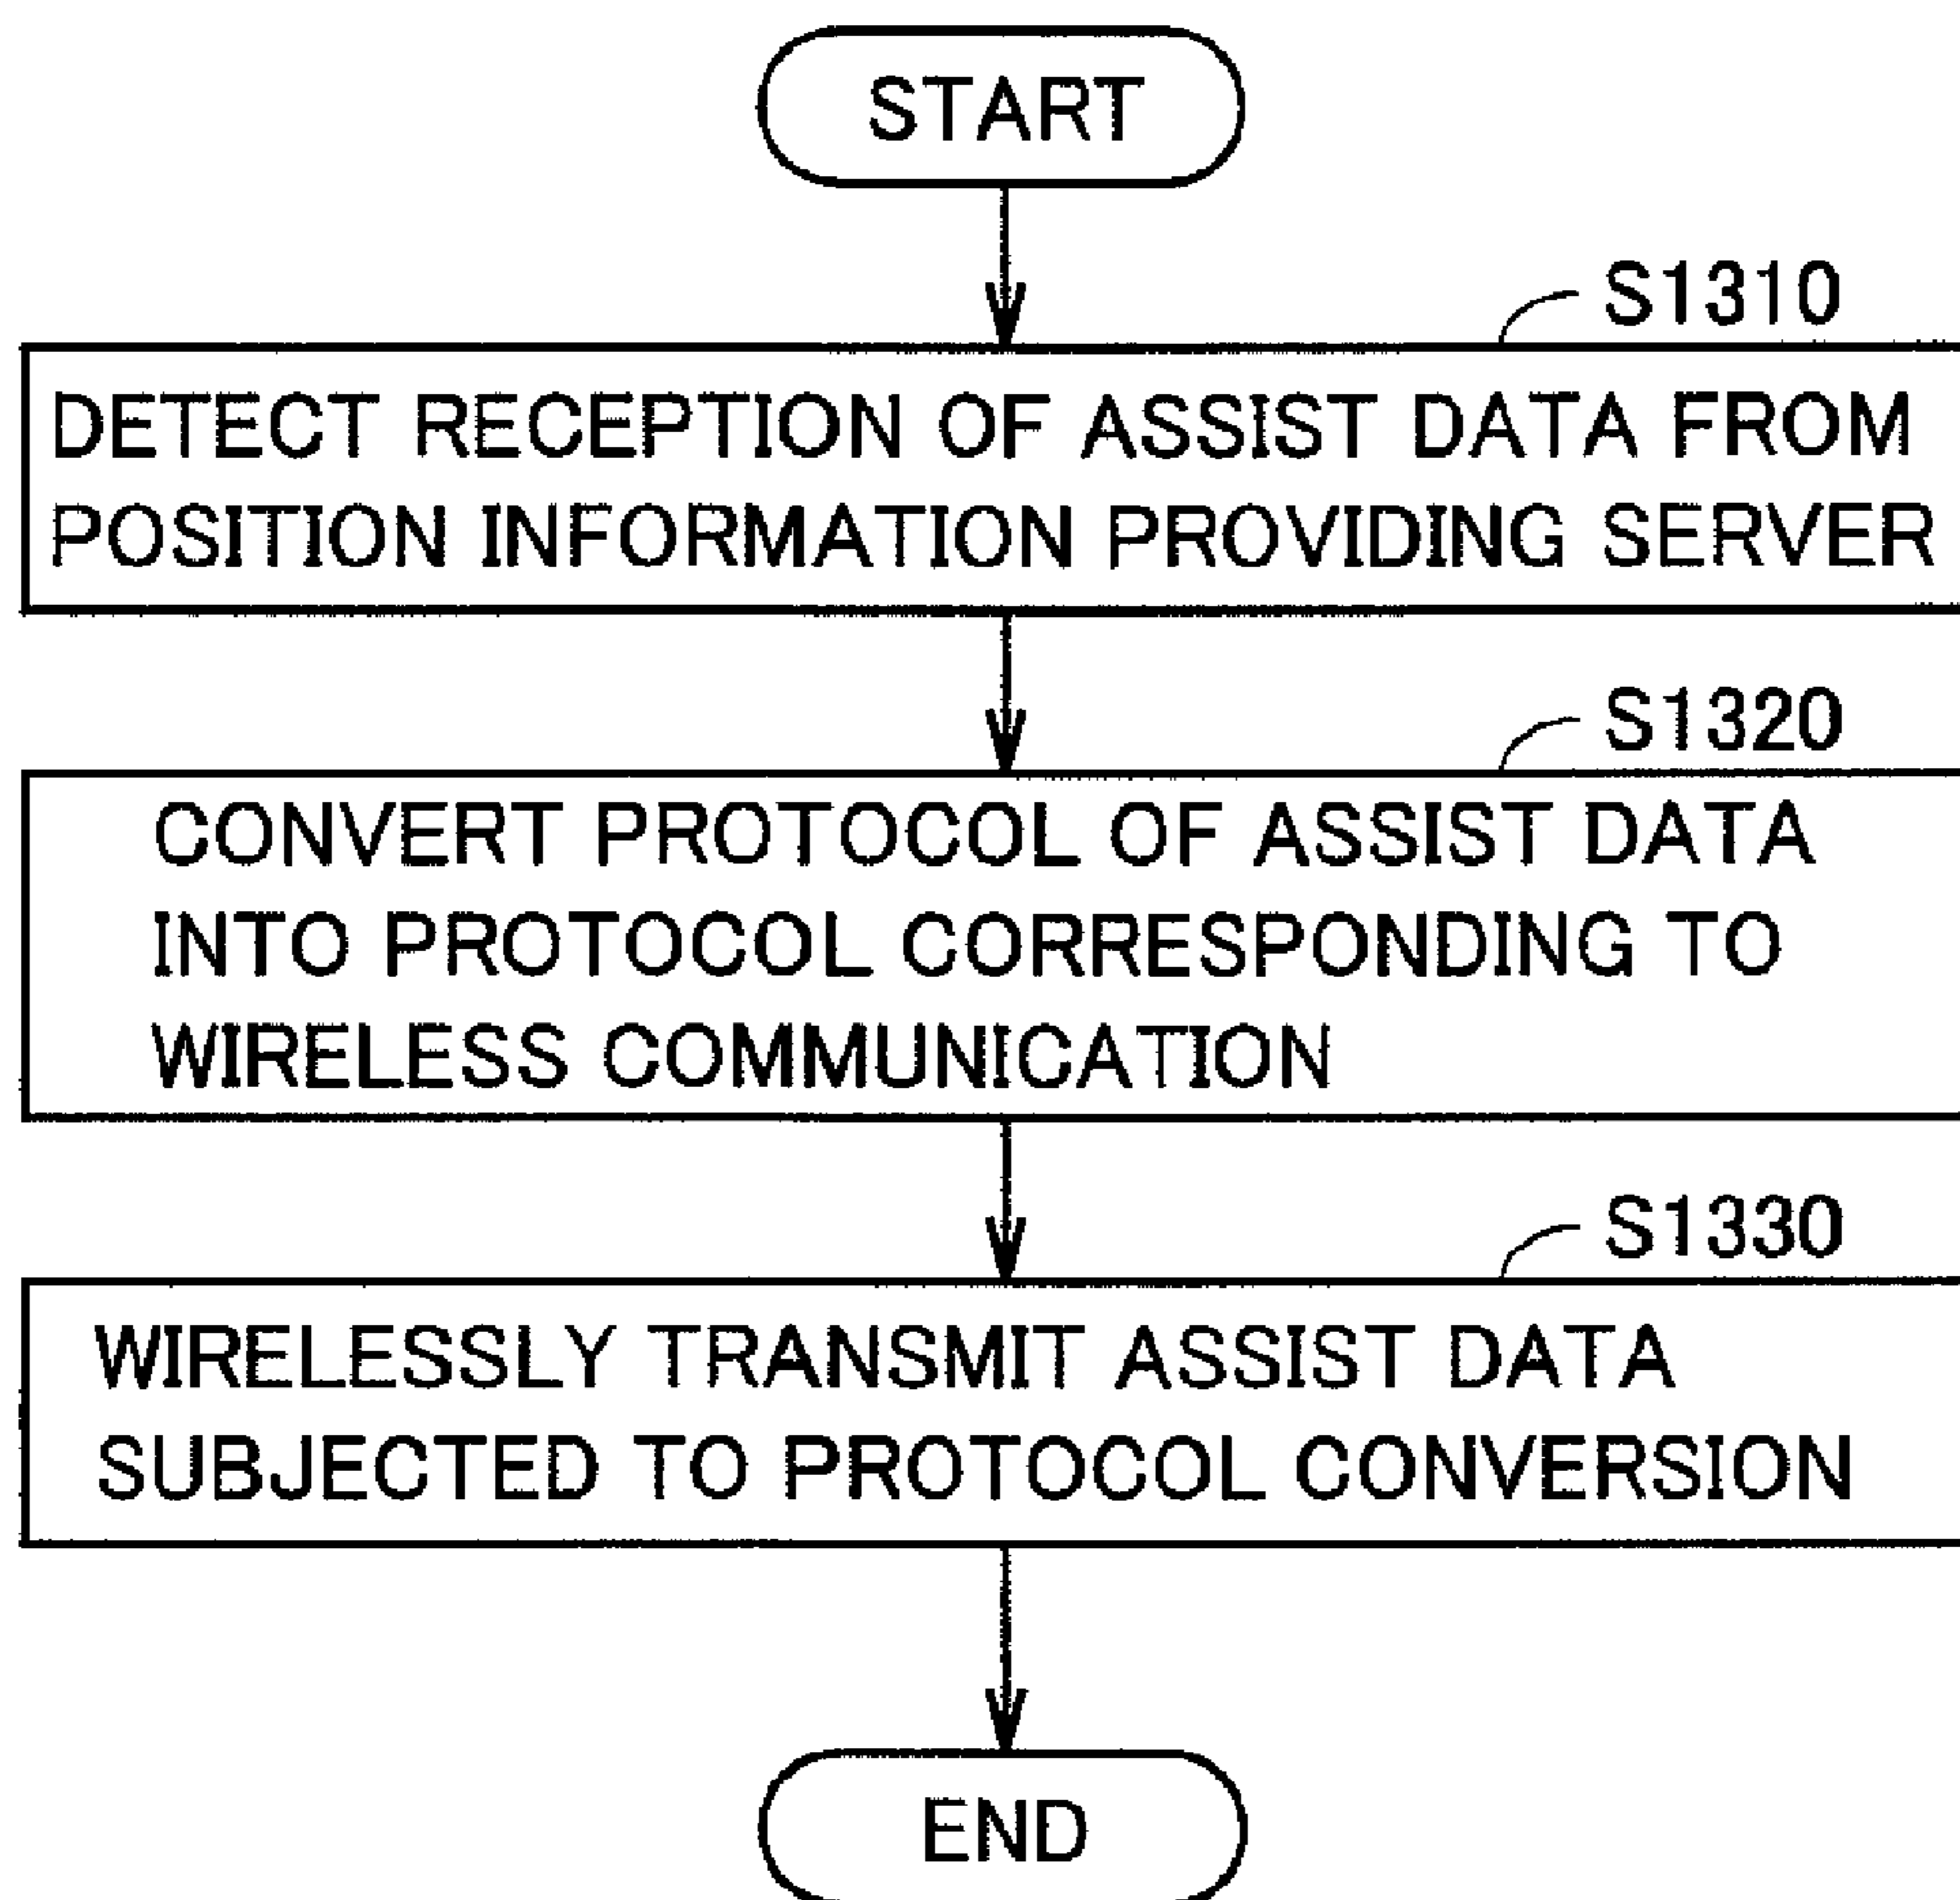 START
S1310
DETECT RECEPTION OF ASSIST DATA FROM
POSITION INFORMATION PROVIDING SERVER
S1320
CONVERT PROTOCOL OF ASSIST DATA
INTO PROTOCOL CORRESPONDING TO
WIRELESS COMMUNICATION
S1330
WIRELESSLY TRANSMIT ASSIST DATA
SUBJECTED TO PROTOCOL CONVERSION
END